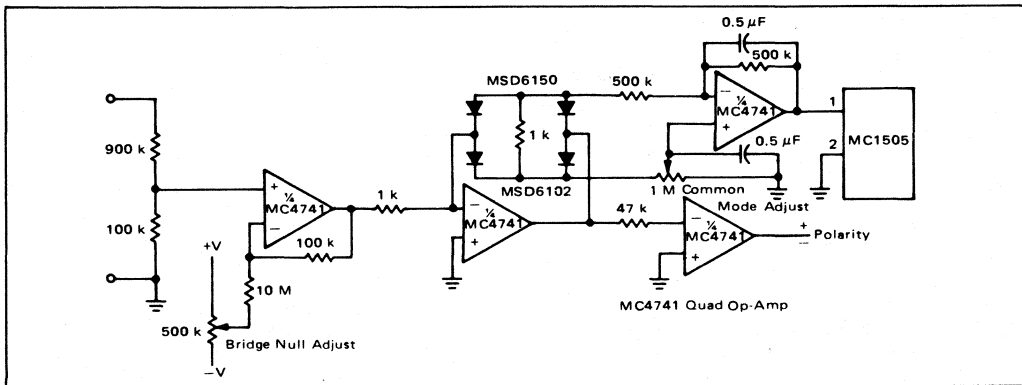 0.5 µF
500 k
MSD6150
500 k
−
¼
MC4741
+
1
MC1505
2
900 k
1 k
0.5 µF
MSD6102
1 M Common
Mode Adjust
+
¼
MC4741
−
1 k
−
¼
MC4741
+
47 k
−
¼
MC4741
+
+
−
Polarity
100 k
100 k
+V
10 M
MC4741 Quad Op-Amp
500 k
Bridge Null Adjust
−V